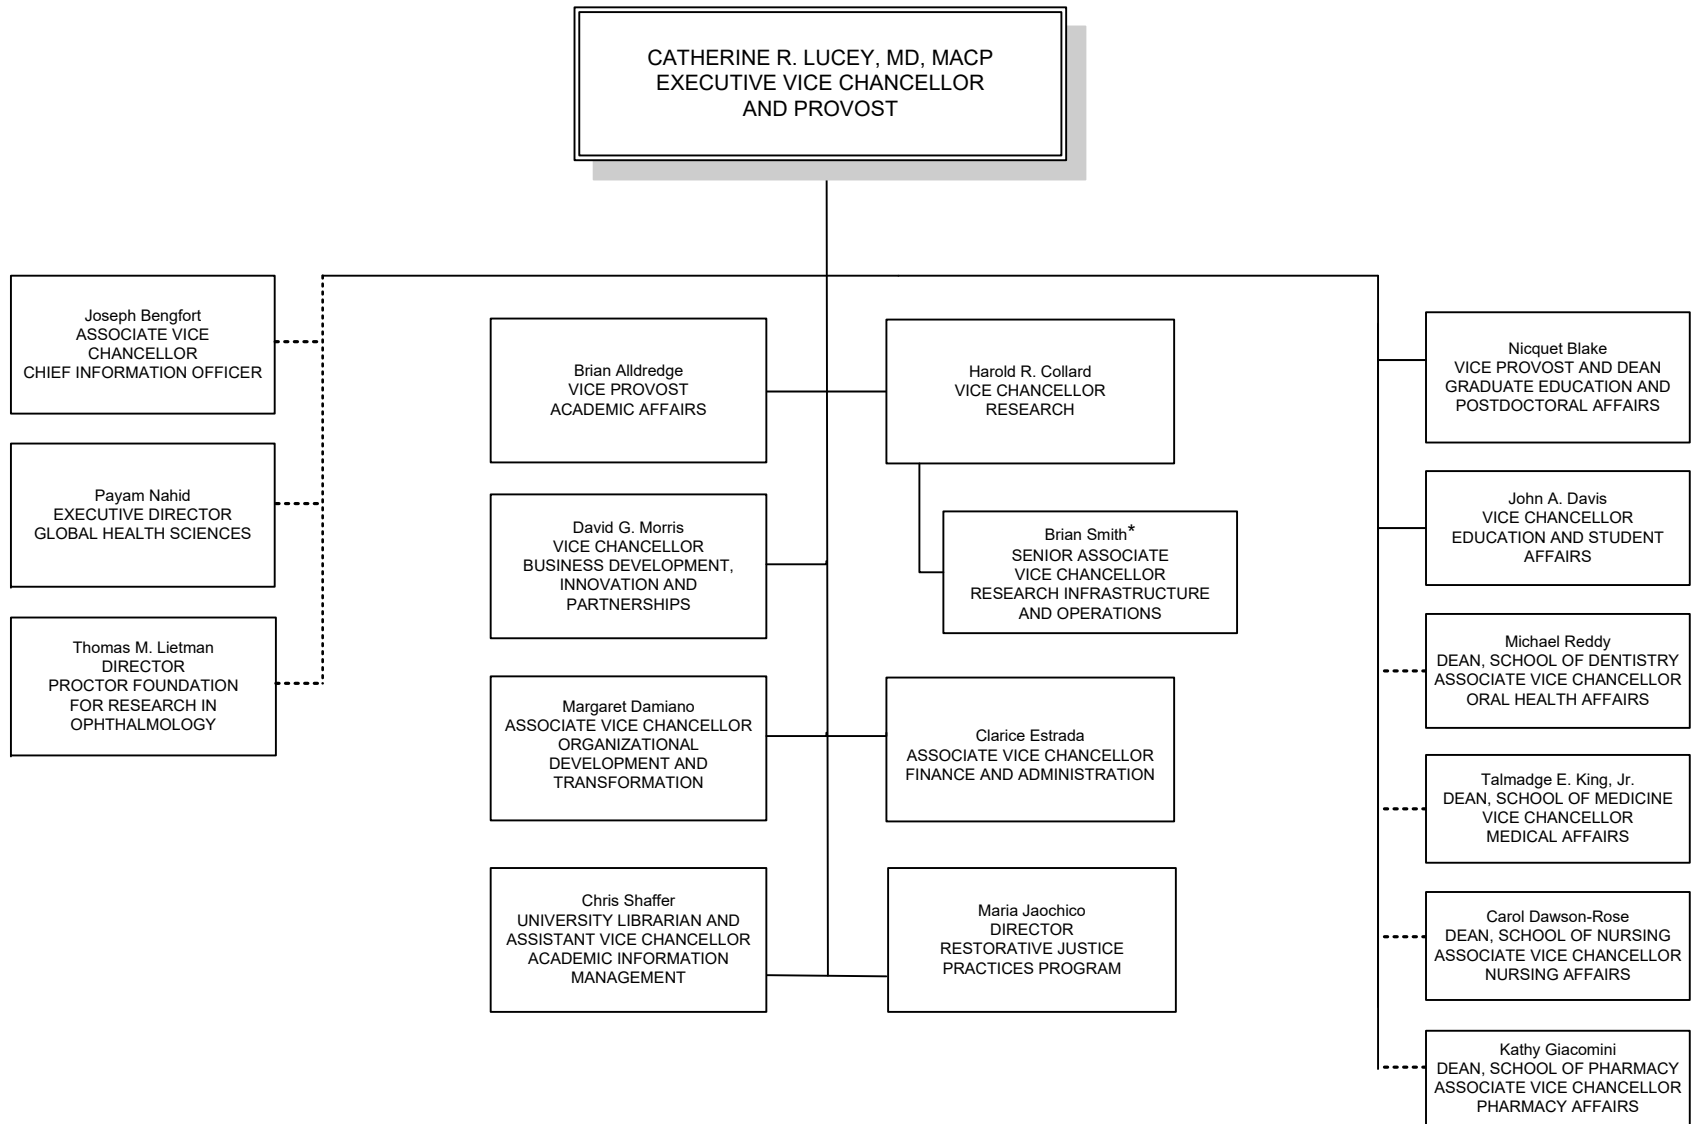 CATHERINE R. LUCEY, MD, MACP
EXECUTIVE VICE CHANCELLOR
AND PROVOST
Joseph Bengfort
ASSOCIATE VICE
CHANCELLOR
CHIEF INFORMATION OFFICER
Payam Nahid
EXECUTIVE DIRECTOR
GLOBAL HEALTH SCIENCES
Thomas M. Lietman
DIRECTOR
PROCTOR FOUNDATION
FOR RESEARCH IN
OPHTHALMOLOGY
Brian Alldredge
VICE PROVOST
ACADEMIC AFFAIRS
Harold R. Collard
VICE CHANCELLOR
RESEARCH
David G. Morris
VICE CHANCELLOR
BUSINESS DEVELOPMENT,
INNOVATION AND
PARTNERSHIPS
Brian Smith*
SENIOR ASSOCIATE
VICE CHANCELLOR
RESEARCH INFRASTRUCTURE
AND OPERATIONS
Margaret Damiano
ASSOCIATE VICE CHANCELLOR
ORGANIZATIONAL
DEVELOPMENT AND
TRANSFORMATION
Clarice Estrada
ASSOCIATE VICE CHANCELLOR
FINANCE AND ADMINISTRATION
Chris Shaffer
UNIVERSITY LIBRARIAN AND
ASSISTANT VICE CHANCELLOR
ACADEMIC INFORMATION
MANAGEMENT
Maria Jaochico
DIRECTOR
RESTORATIVE JUSTICE
PRACTICES PROGRAM
Nicquet Blake
VICE PROVOST AND DEAN
GRADUATE EDUCATION AND
POSTDOCTORAL AFFAIRS
John A. Davis
VICE CHANCELLOR
EDUCATION AND STUDENT
AFFAIRS
Michael Reddy
DEAN, SCHOOL OF DENTISTRY
ASSOCIATE VICE CHANCELLOR
ORAL HEALTH AFFAIRS
Talmadge E. King, Jr.
DEAN, SCHOOL OF MEDICINE
VICE CHANCELLOR
MEDICAL AFFAIRS
Carol Dawson-Rose
DEAN, SCHOOL OF NURSING
ASSOCIATE VICE CHANCELLOR
NURSING AFFAIRS
Kathy Giacomini
DEAN, SCHOOL OF PHARMACY
ASSOCIATE VICE CHANCELLOR
PHARMACY AFFAIRS